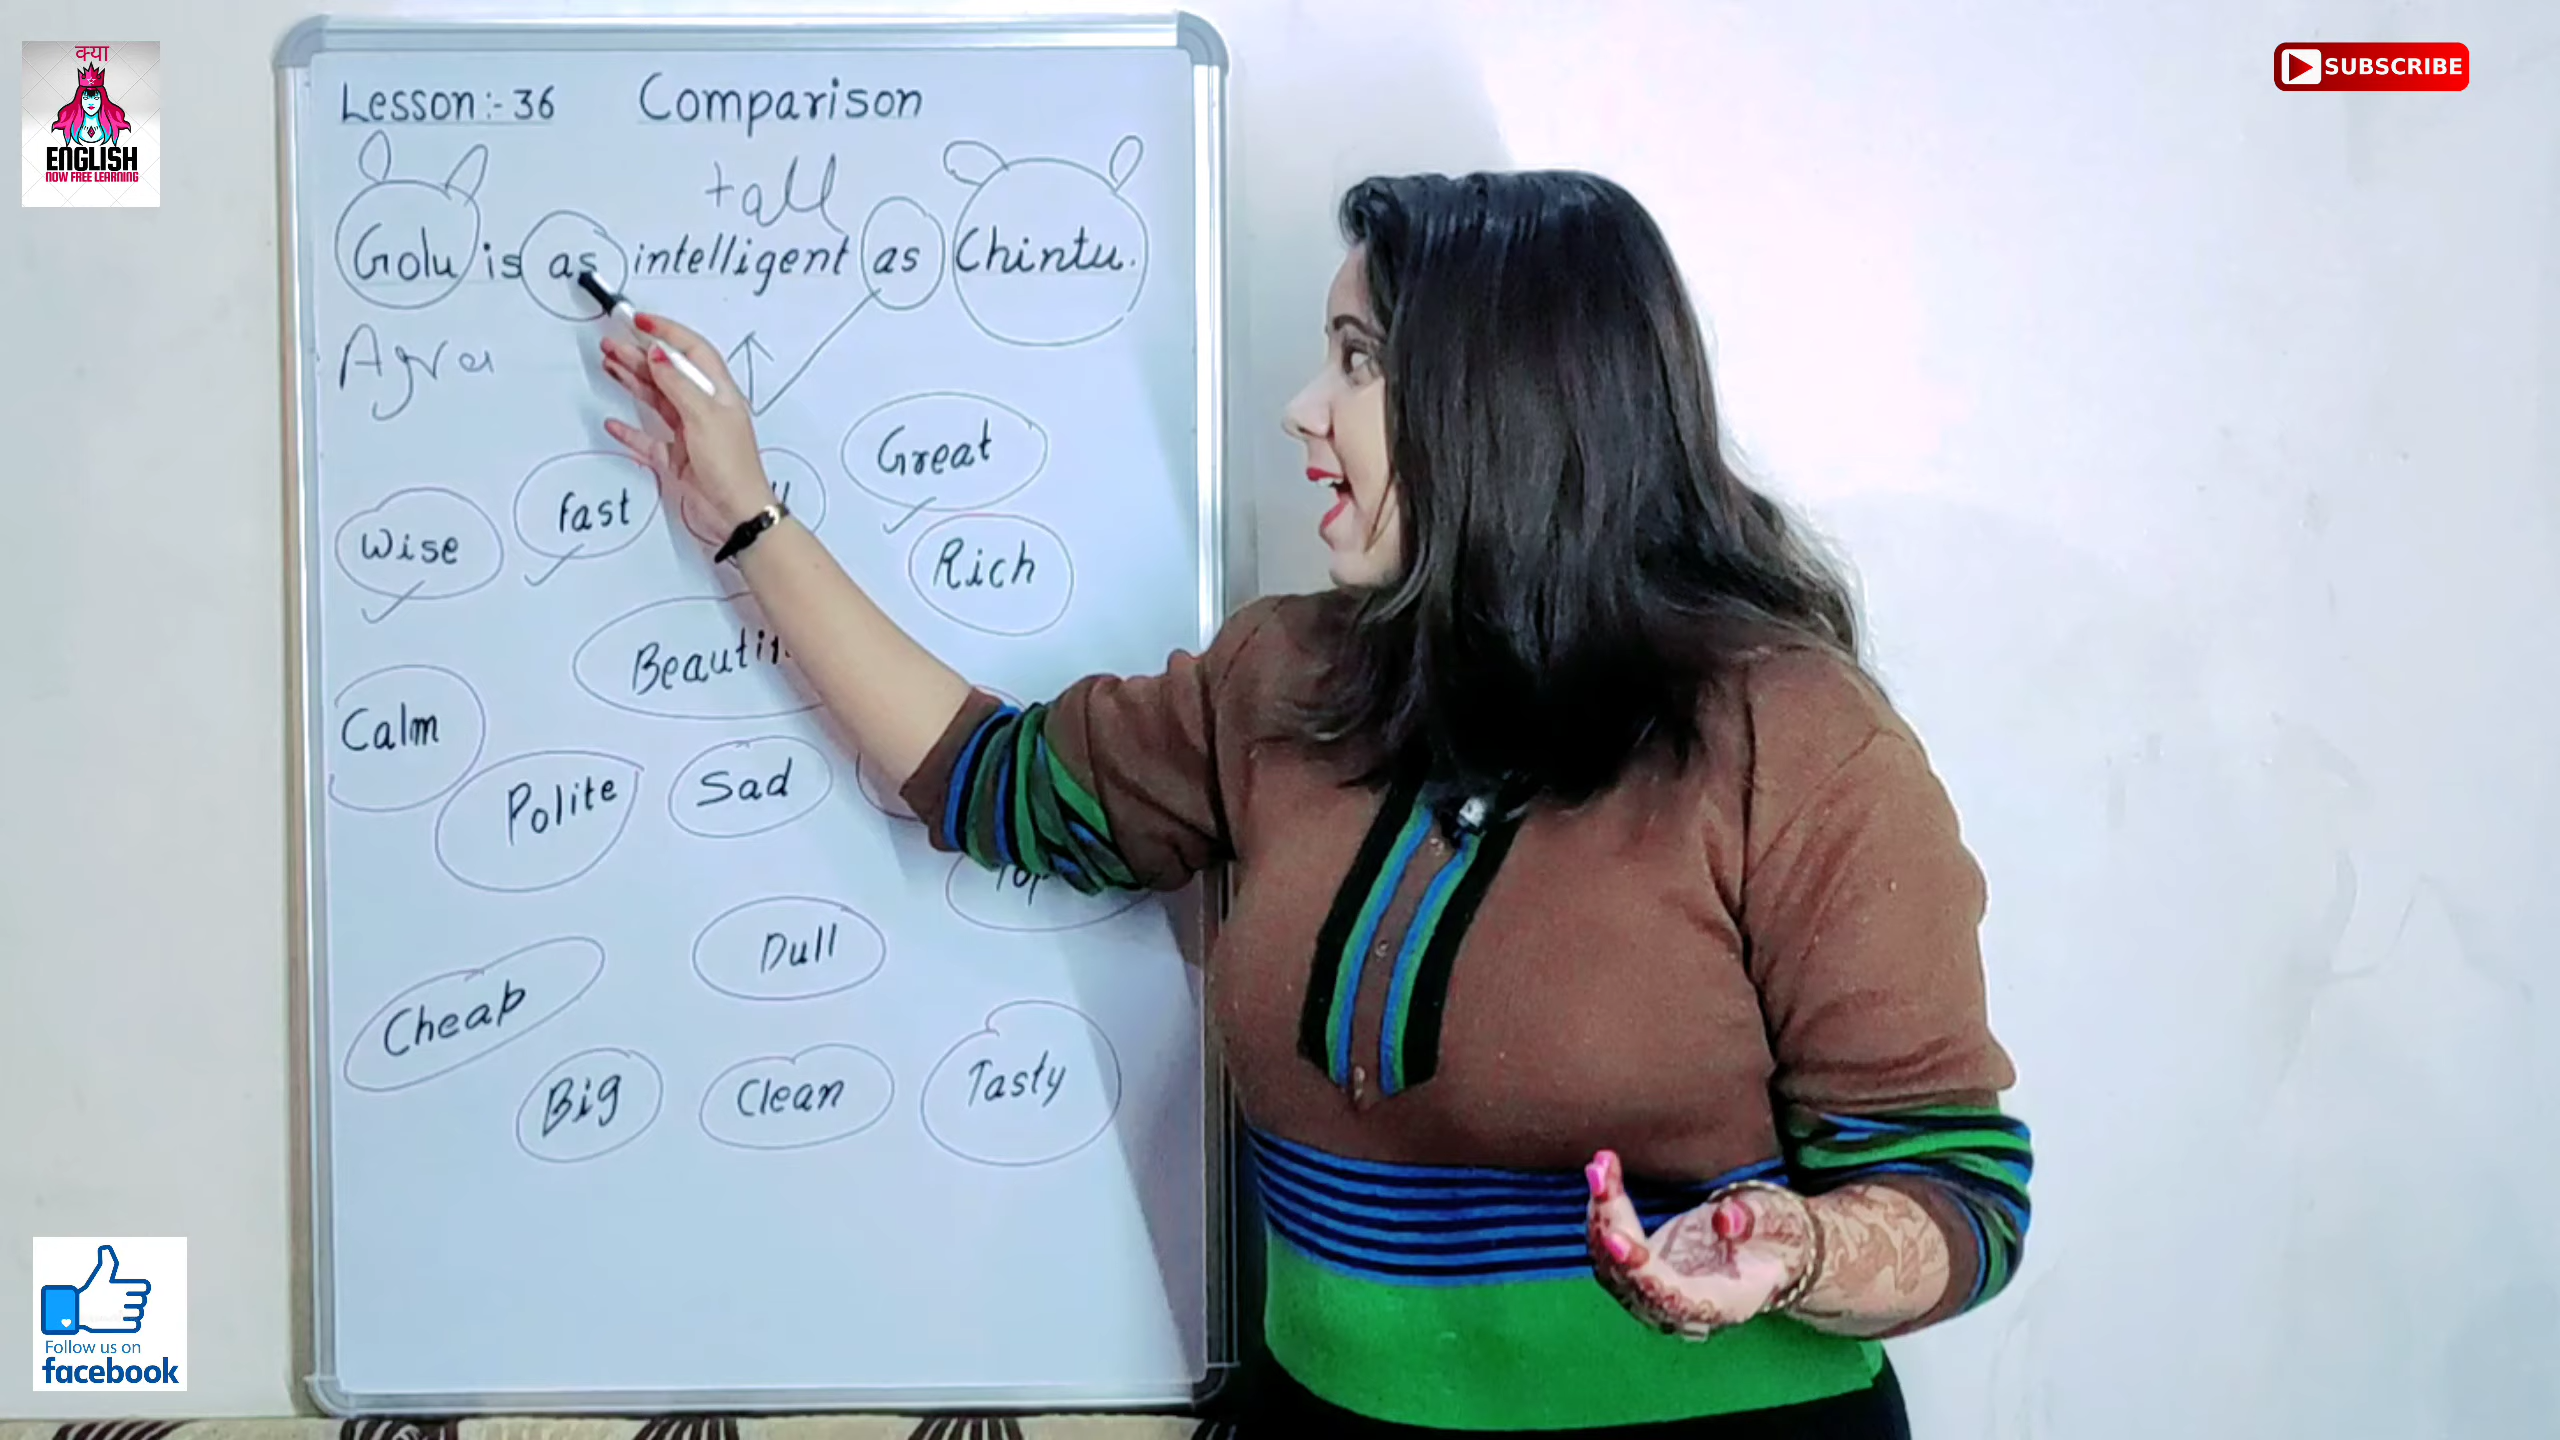 क्या
ENGLISH
NOW FREE LEARNING
SUBSCRIBE
Lesson:- 36 Comparison
tall
Golu is as intelligent as Chintu.
Agra
Great
Wise fast
Rich
Calm
Polite Sad
Dull
Cheap
Big Clean Tasty
Follow us on
facebook